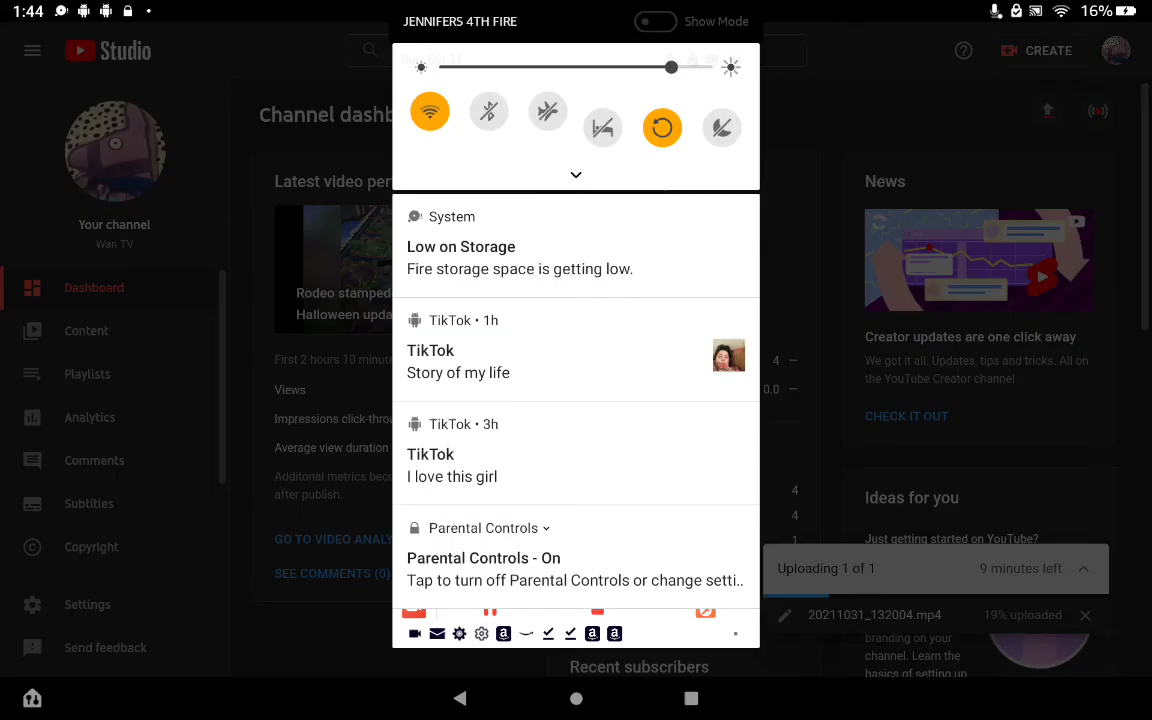 1:44
16%
JENNIFERS 4TH FIRE
Show Mode
Studio
CREATE
Your channel
Wan TV
Dashboard
Content
Playlists
Analytics
Comments
Subtitles
Copyright
Settings
Send feedback
Channel dashb
Latest video per
Rodeo stamped
Halloween upda
First 2 hours 10 minute
Views
Impressions click-throu
Average view duration
Additonal metrics beco
after publish.
GO TO VIDEO ANALY
SEE COMMENTS (0)
System
Low on Storage
Fire storage space is getting low.
TikTok • 1h
TikTok
Story of my life
TikTok • 3h
TikTok
I love this girl
Parental Controls
Parental Controls - On
Tap to turn off Parental Controls or change setti..
4 —
0.0 —
4
4
1
Recent subscribers
News
Creator updates are one click away
We got it all. Updates, tips and tricks. All on
the YouTube Creator channel
CHECK IT OUT
Ideas for you
Just getting started on YouTube?
Uploading 1 of 1
9 minutes left
20211031_132004.mp4
19% uploaded
branding on your
channel. Learn the
basics of setting up